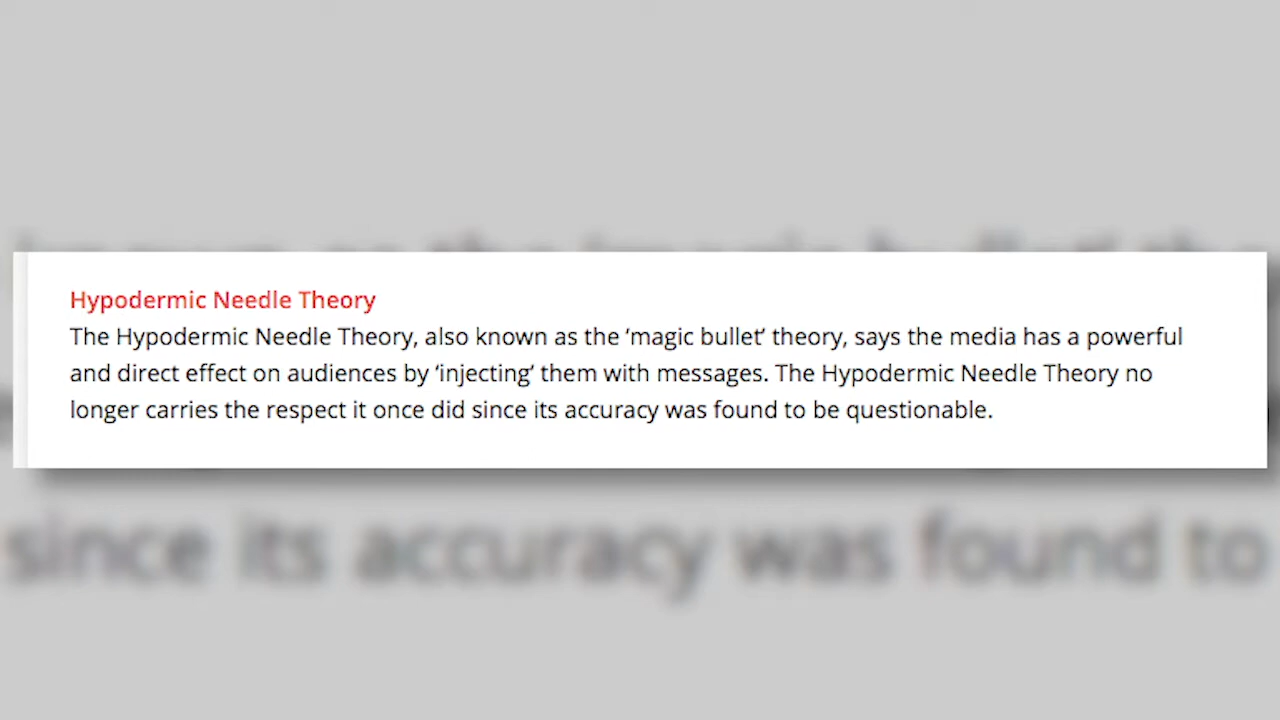 Hypodermic Needle Theory
The Hypodermic Needle Theory, also known as the ‘magic bullet’ theory, says the media has a powerful
and direct effect on audiences by ‘injecting’ them with messages. The Hypodermic Needle Theory no
longer carries the respect it once did since its accuracy was found to be questionable.
since its accuracy was found to